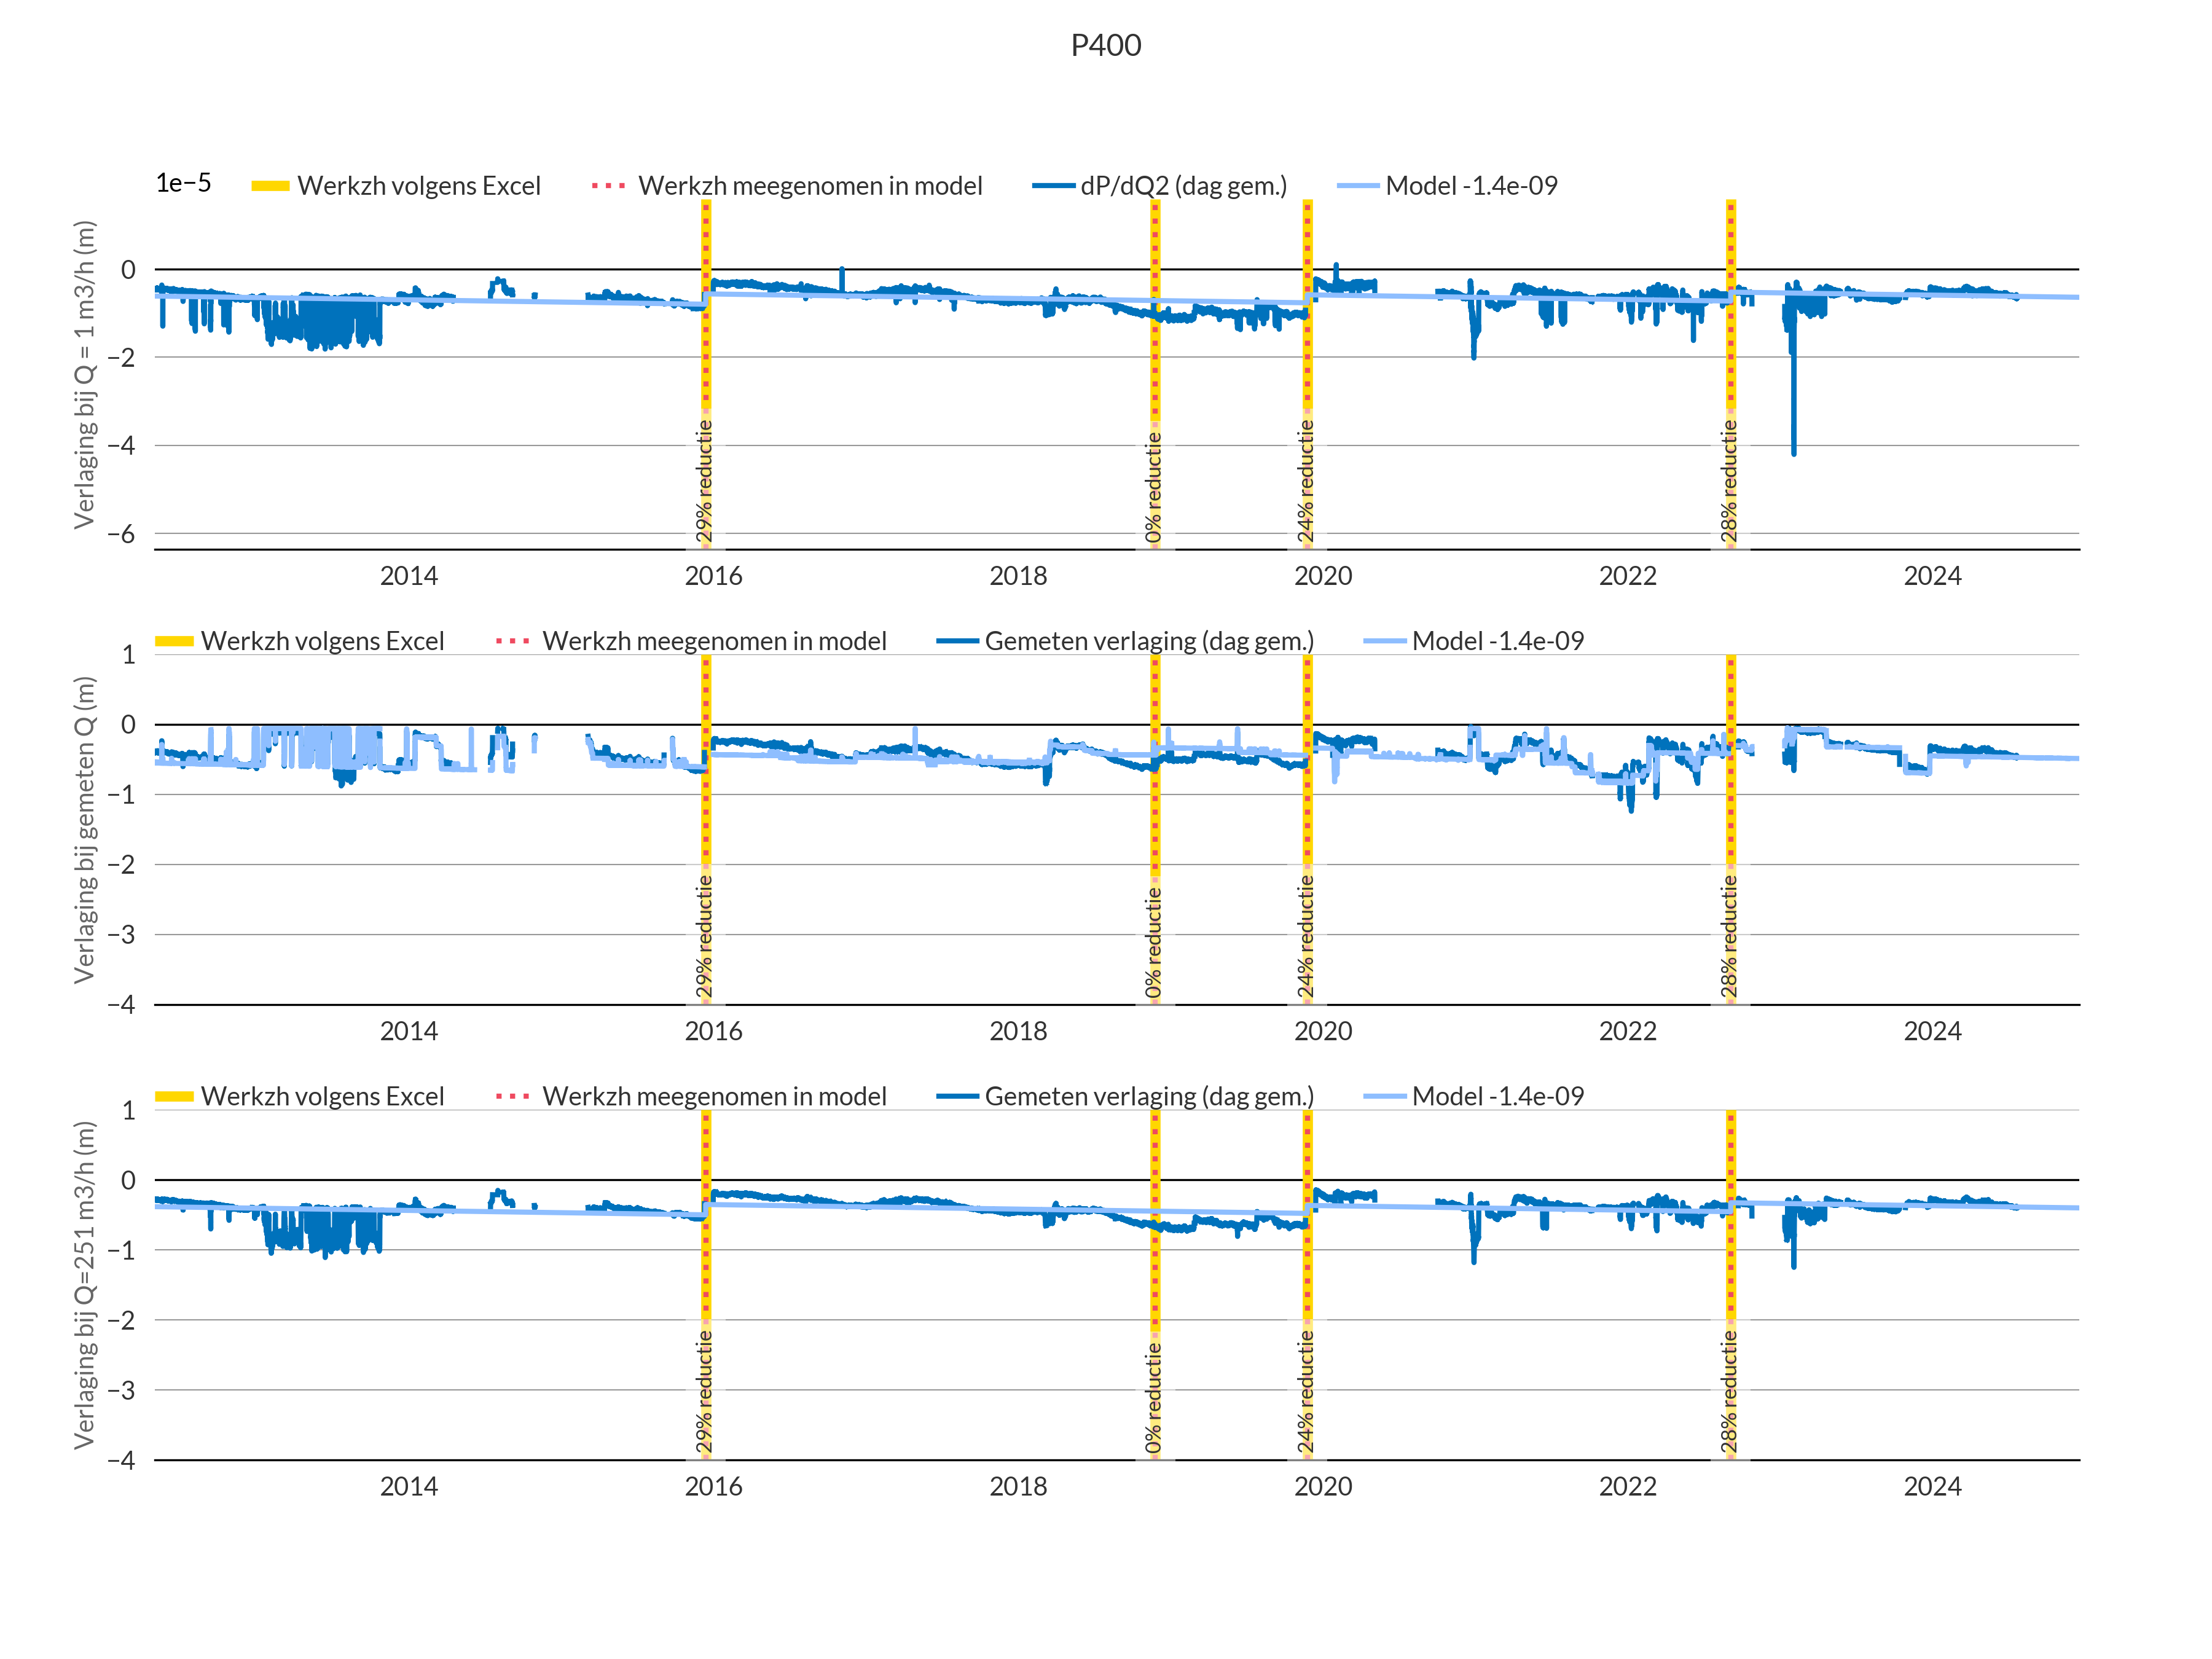 P400
1e−5
Werkzh volgens Excel
Werkzh meegenomen in model
dP/dQ2 (dag gem.)
Model -1.4e-09
Verlaging bij Q = 1 m3/h (m)
0
−2
−4
−6
29% reductie
0% reductie
24% reductie
28% reductie
2014 2016 2018 2020 2022 2024
Werkzh volgens Excel
Werkzh meegenomen in model
Gemeten verlaging (dag gem.)
Model -1.4e-09
Verlaging bij gemeten Q (m)
1
0
−1
−2
−3
−4
29% reductie
0% reductie
24% reductie
28% reductie
2014 2016 2018 2020 2022 2024
Werkzh volgens Excel
Werkzh meegenomen in model
Gemeten verlaging (dag gem.)
Model -1.4e-09
Verlaging bij Q=251 m3/h (m)
1
0
−1
−2
−3
−4
29% reductie
0% reductie
24% reductie
28% reductie
2014 2016 2018 2020 2022 2024